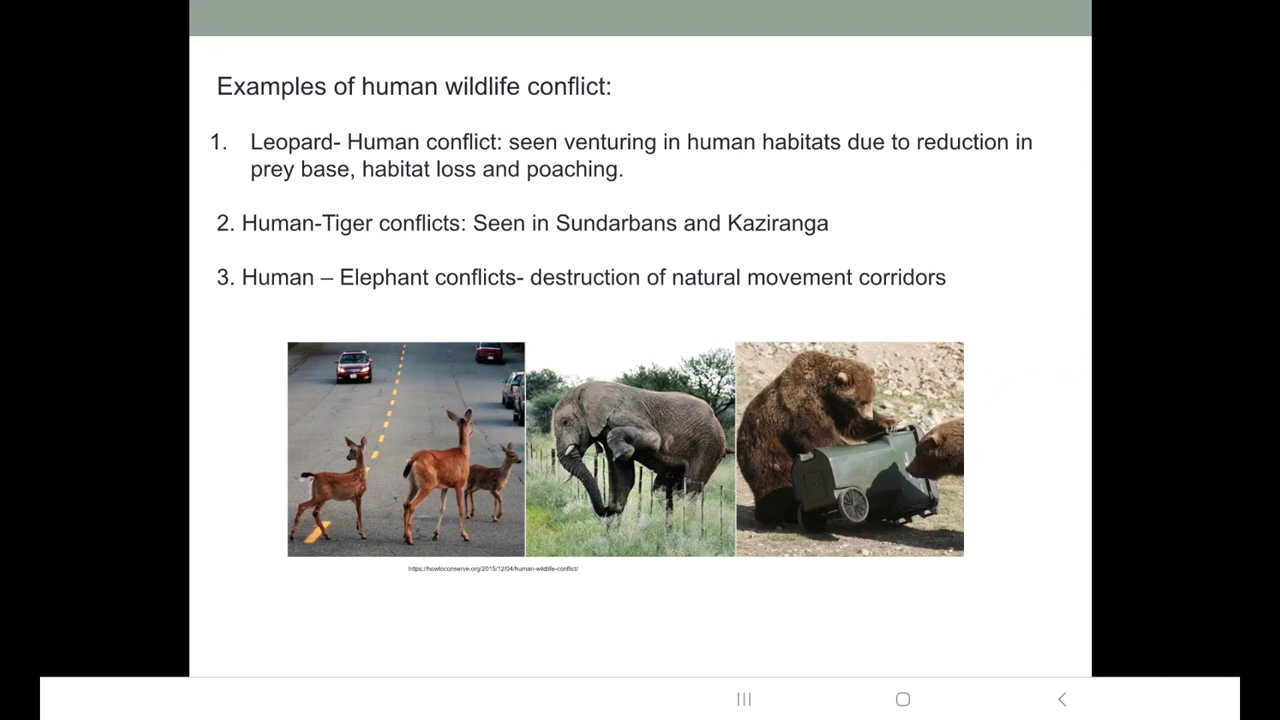 Examples of human wildlife conflict:
1. Leopard- Human conflict: seen venturing in human habitats due to reduction in
prey base, habitat loss and poaching.
2. Human-Tiger conflicts: Seen in Sundarbans and Kaziranga
3. Human – Elephant conflicts- destruction of natural movement corridors
https://howtoconserve.org/2015/12/04/human-wildlife-conflict/